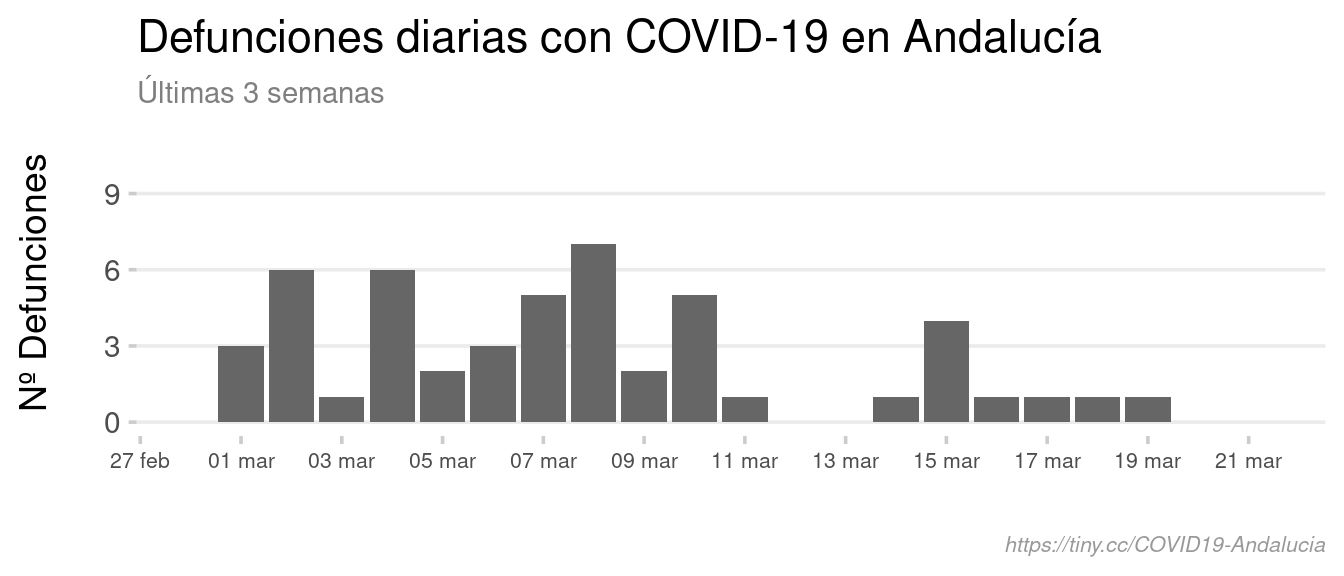 Defunciones diarias con COVID-19 en Andalucía
Últimas 3 semanas
Nº Defunciones
9
6
3
0
27 feb 01 mar 03 mar 05 mar 07 mar 09 mar 11 mar 13 mar 15 mar 17 mar 19 mar 21 mar
https://tiny.cc/COVID19-Andalucia